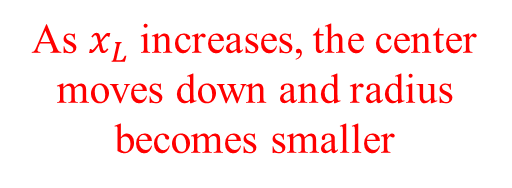 As $x_L$ increases, the center
moves down and radius
becomes smaller